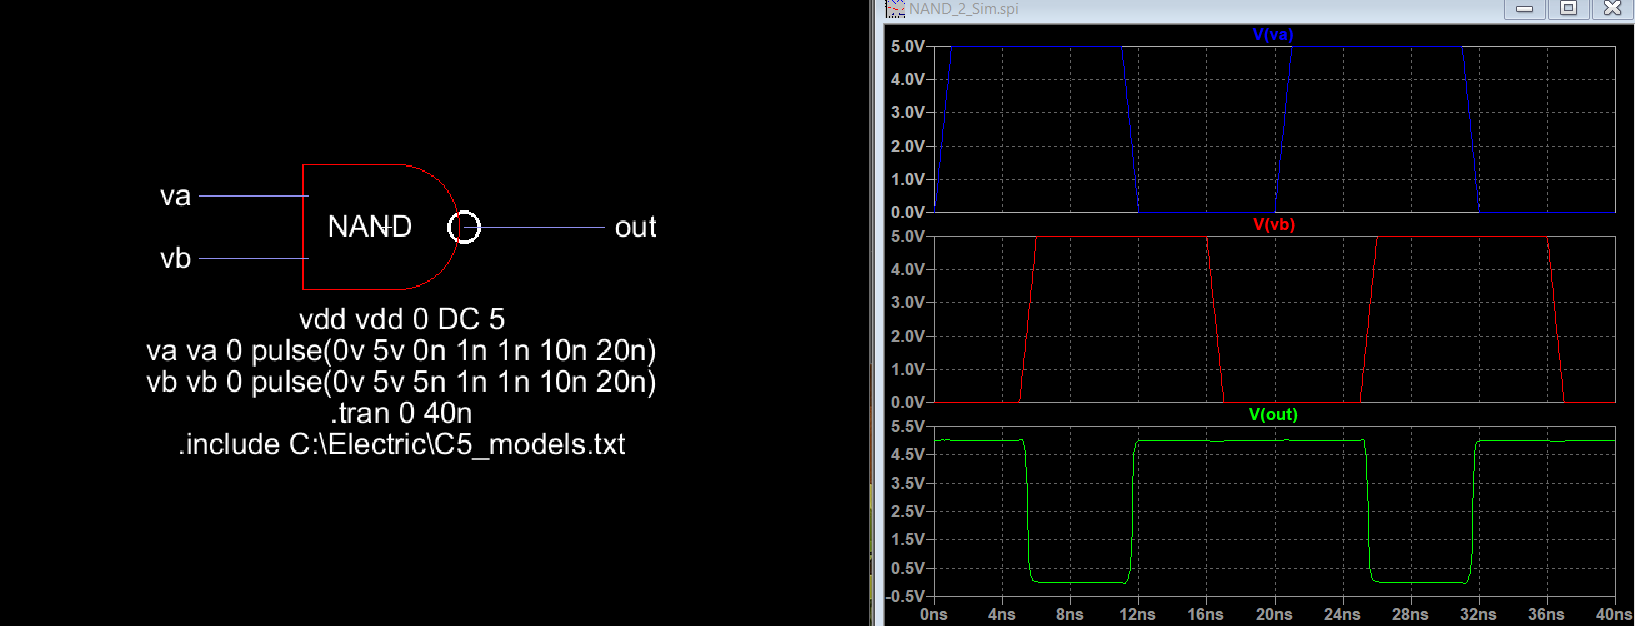 va
NAND
out
vb
vdd vdd 0 DC 5
va va 0 pulse(0v 5v 0n 1n 1n 10n 20n)
vb vb 0 pulse(0v 5v 5n 1n 1n 10n 20n)
.tran 0 40n
.include C:\Electric\C5_models.txt
NAND_2_Sim.spi
V(va)
5.0V
4.0V
3.0V
2.0V
1.0V
0.0V
V(vb)
5.0V
4.0V
3.0V
2.0V
1.0V
0.0V
V(out)
5.5V
4.5V
3.5V
2.5V
1.5V
0.5V
-0.5V
0ns 4ns 8ns 12ns 16ns 20ns 24ns 28ns 32ns 36ns 40ns